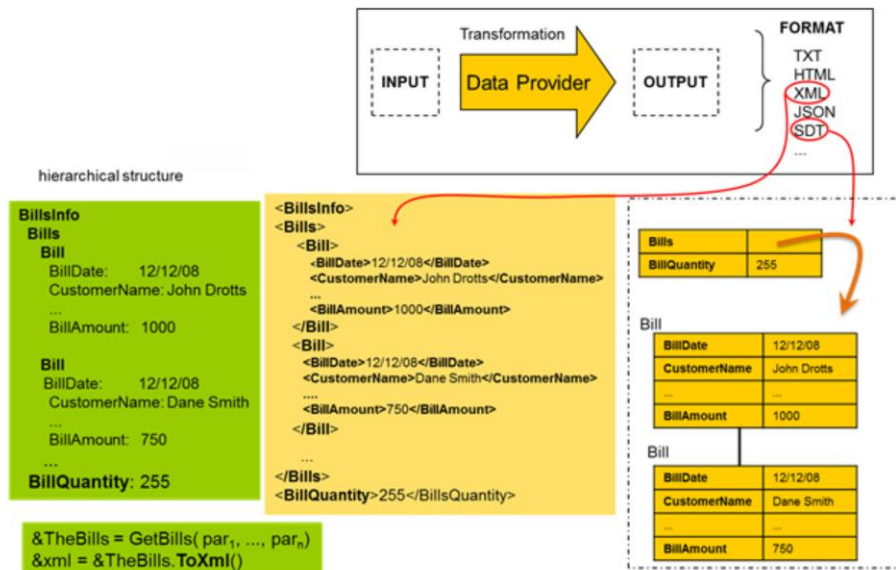 Transformation
INPUT
Data Provider
OUTPUT
FORMAT
TXT
HTML
XML
JSON
SDT
...
hierarchical structure
BillsInfo
Bills
Bill
BillDate: 12/12/08
CustomerName: John Drotts
...
BillAmount: 1000
Bill
BillDate: 12/12/08
CustomerName: Dane Smith
...
BillAmount: 750
...
BillQuantity: 255
&TheBills = GetBills( par1, ..., parn)
&xml = &TheBills.ToXml()
<BillsInfo>
<Bills>
<Bill>
<BillDate>12/12/08</BillDate>
<CustomerName>John Drotts</CustomerName>
...
<BillAmount>1000</BillAmount>
</Bill>
<Bill>
<BillDate>12/12/08</BillDate>
<CustomerName>Dane Smith</CustomerName>
....
<BillAmount>750</BillAmount>
</Bill>
...
</Bills>
<BillQuantity>255</BillsQuantity>
Bills
BillQuantity 255
Bill
BillDate 12/12/08
CustomerName John Drotts
... ...
BillAmount 1000
Bill
BillDate 12/12/08
CustomerName Dane Smith
... ...
BillAmount 750